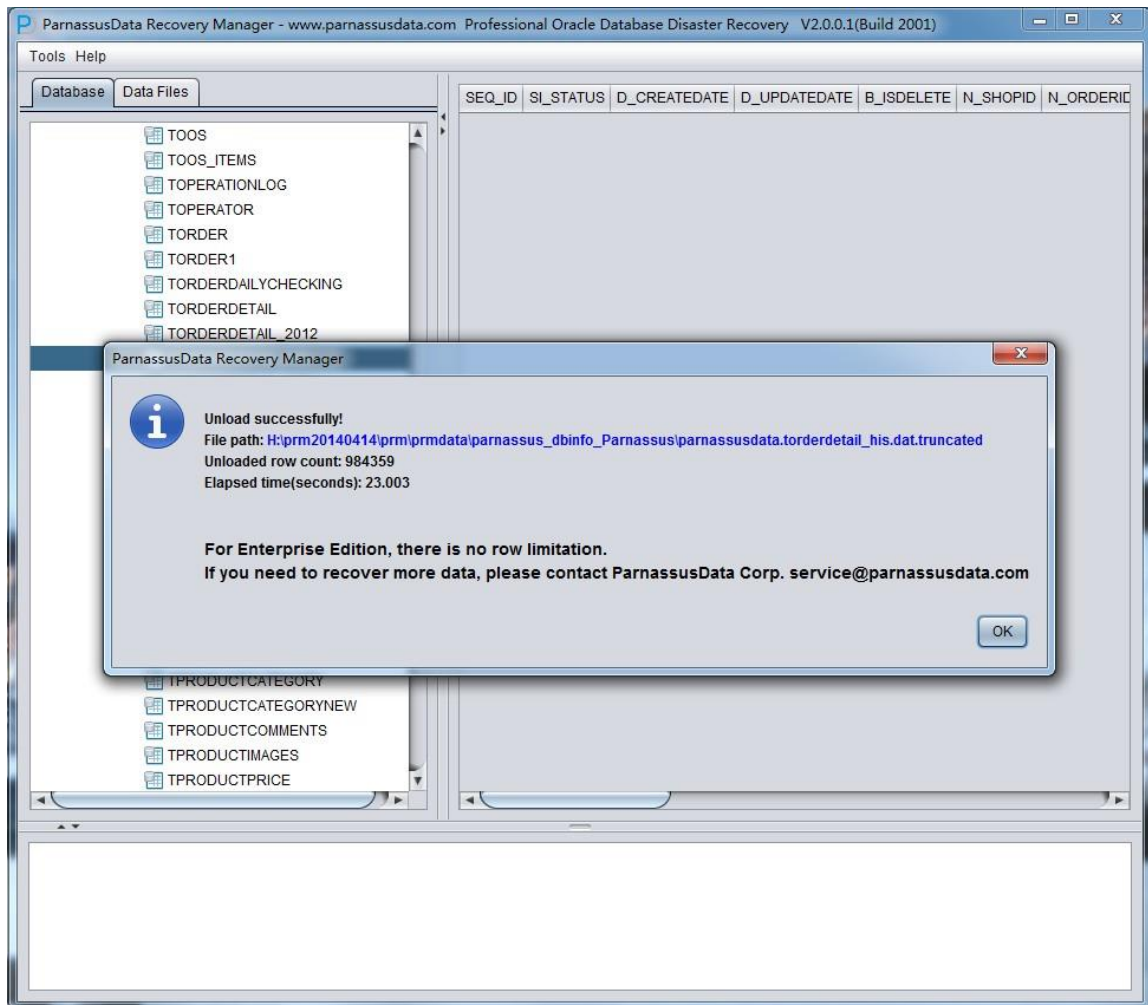 ParnassusData Recovery Manager - www.parnassusdata.com Professional Oracle Database Disaster Recovery V2.0.0.1(Build 2001)
Tools Help
Database Data Files
SEQ_ID SI_STATUS D_CREATEDATE D_UPDATEDATE B_ISDELETE N_SHOPID N_ORDERID
TOOS
TOOS_ITEMS
TOPERATIONLOG
TOPERATOR
TORDER
TORDER1
TORDERDAILYCHECKING
TORDERDETAIL
TORDERDETAIL_2012
ParnassusData Recovery Manager
Unload successfully!
File path: H:\prm20140414\prm\prmdata\parnassus_dbinfo_Parnassus\parnassusdata.torderdetail_his.dat.truncated
Unloaded row count: 984359
Elapsed time(seconds): 23.003
For Enterprise Edition, there is no row limitation.
If you need to recover more data, please contact ParnassusData Corp. service@parnassusdata.com
OK
TPRODUCTCATEGORY
TPRODUCTCATEGORYNEW
TPRODUCTCOMMENTS
TPRODUCTIMAGES
TPRODUCTPRICE